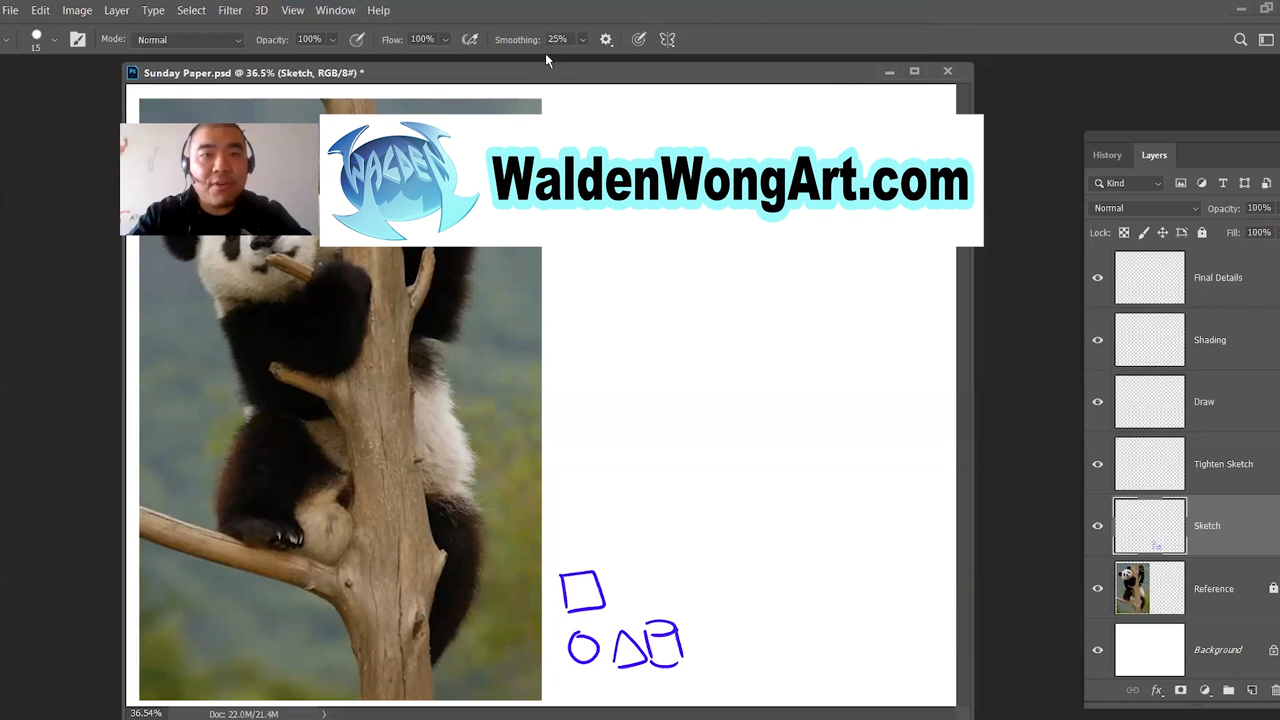 File Edit Image Layer Type Select Filter 3D View Window Help
15 Mode: Normal Opacity: 100% Flow: 100% Smoothing: 25%
Sunday Paper.psd @ 36.5% (Sketch, RGB/8#) *
WALDEN
WaldenWongArt.com
History Layers
Kind
Normal Opacity: 100%
Lock: Fill: 100%
Final Details
Shading
Draw
Tighten Sketch
Sketch
Reference
Background
fx
36.54% Doc: 22.0M/21.4M